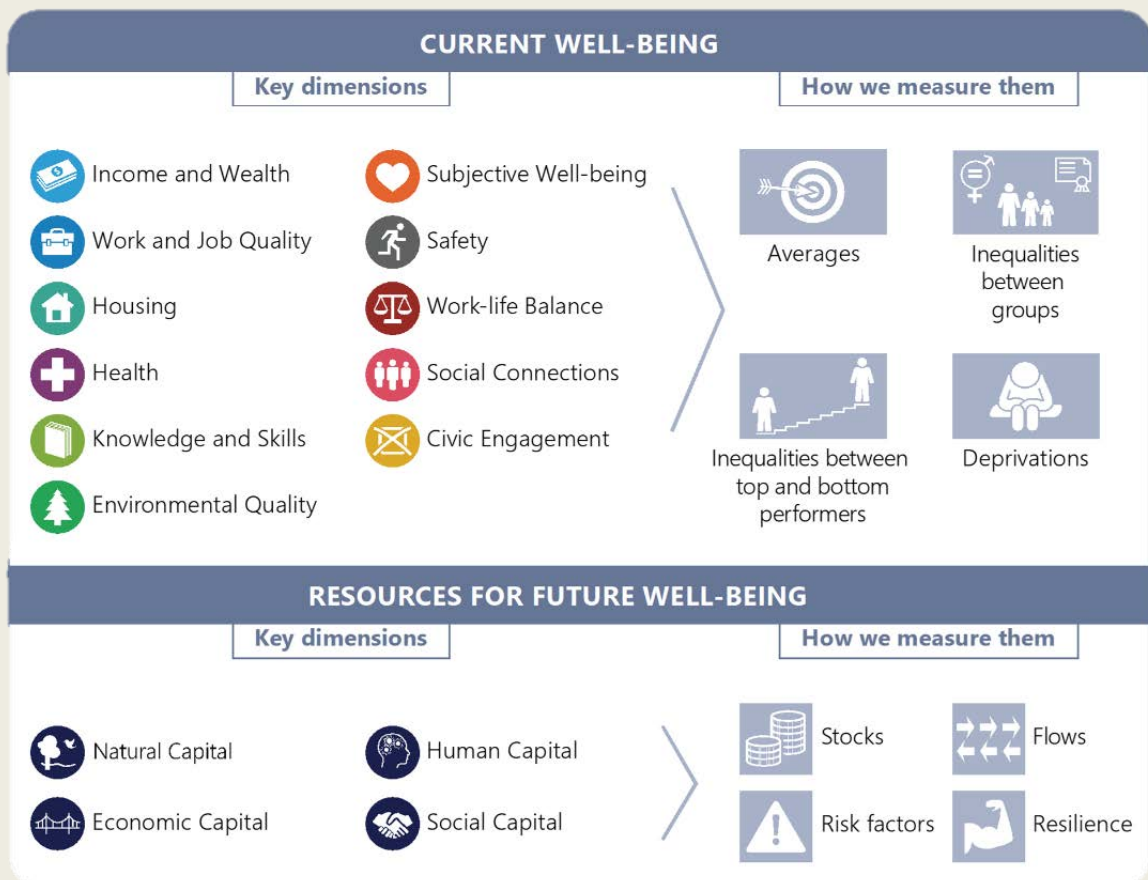 CURRENT WELL-BEING
Key dimensions
How we measure them
Income and Wealth
Work and Job Quality
Housing
Health
Knowledge and Skills
Environmental Quality
Subjective Well-being
Safety
Work-life Balance
Social Connections
Civic Engagement
Averages
Inequalities
between
groups
Inequalities between
top and bottom
performers
Deprivations
RESOURCES FOR FUTURE WELL-BEING
Key dimensions
How we measure them
Natural Capital
Economic Capital
Human Capital
Social Capital
Stocks
Flows
Risk factors
Resilience